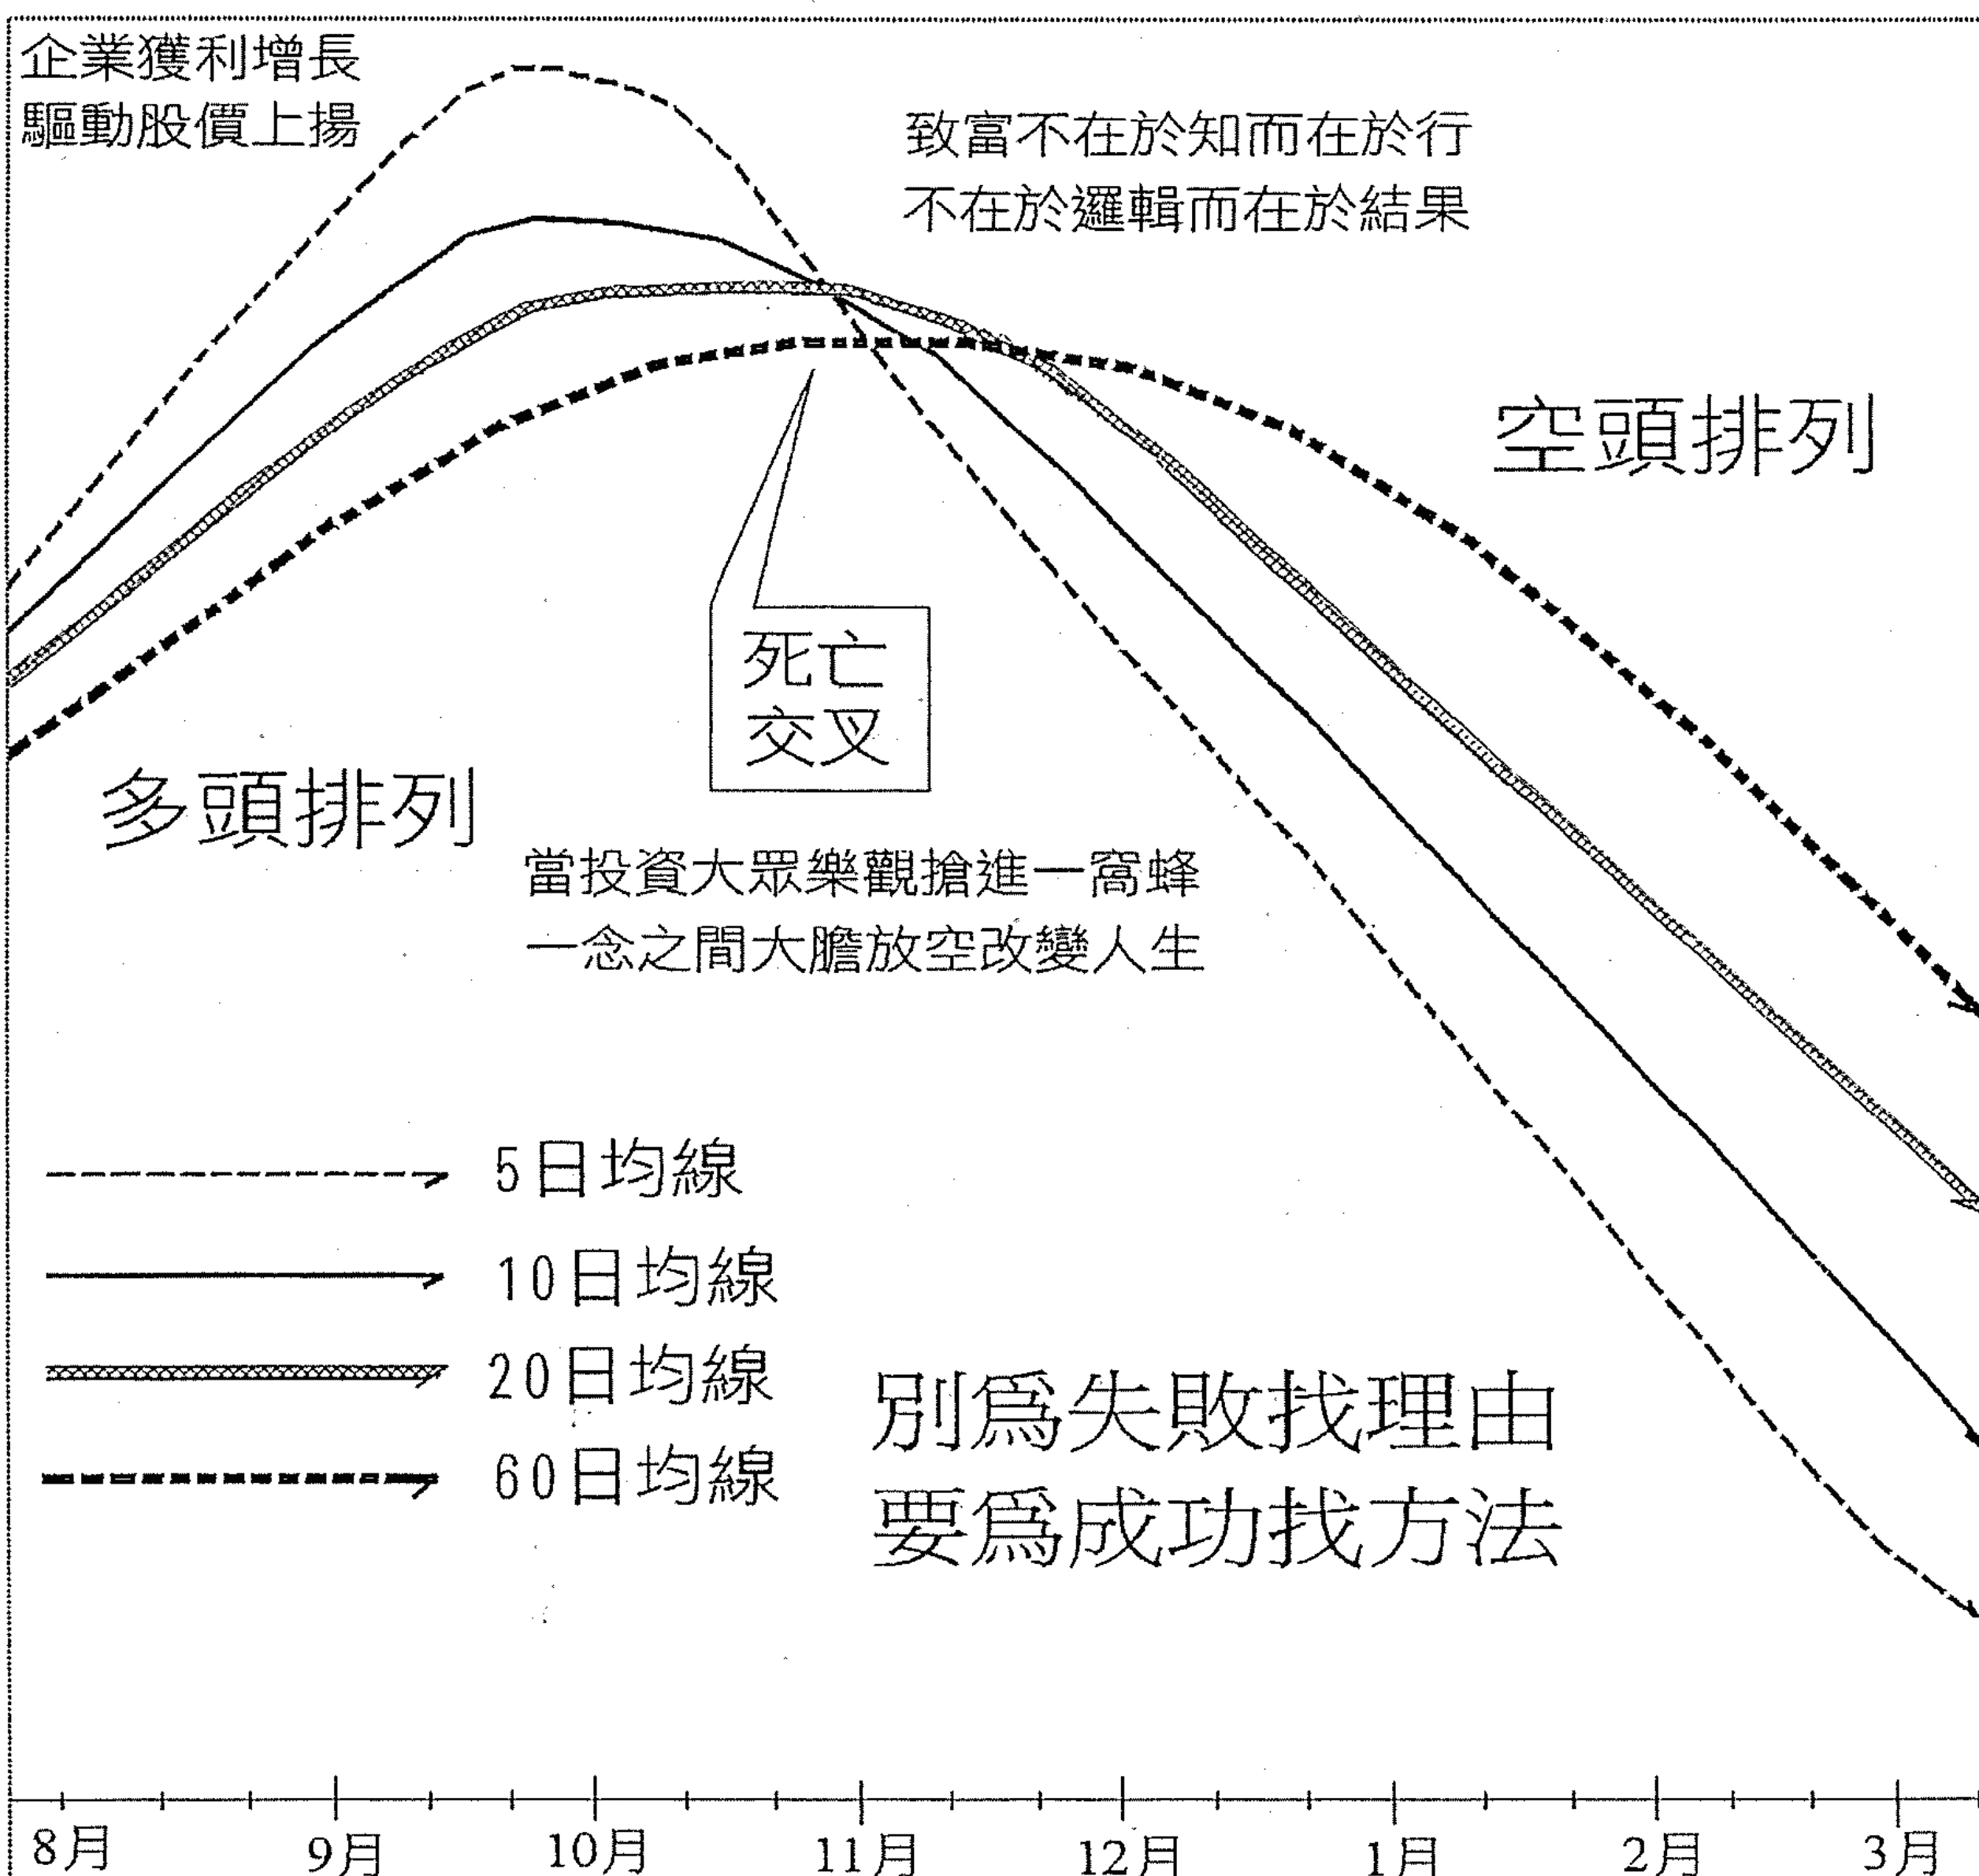 企業獲利增長
驅動股價上揚
致富不在於知而在於行
不在於邏輯而在於結果
空頭排列
死亡
交叉
多頭排列
當投資大眾樂觀搶進一窩蜂
一念之間大膽放空改變人生
5日均線
10日均線
20日均線
60日均線
別爲失敗找理由
要爲成功找方法
8月 9月 10月 11月 12月 1月 2月 3月